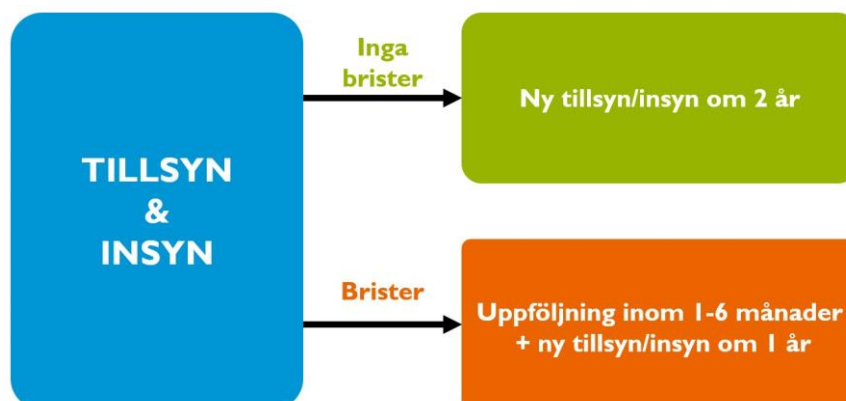 TILLSYN
&
INSYN
Inga
brister
Ny tillsyn/insyn om 2 år
Brister
Uppföljning inom 1-6 månader
+ ny tillsyn/insyn om 1 år